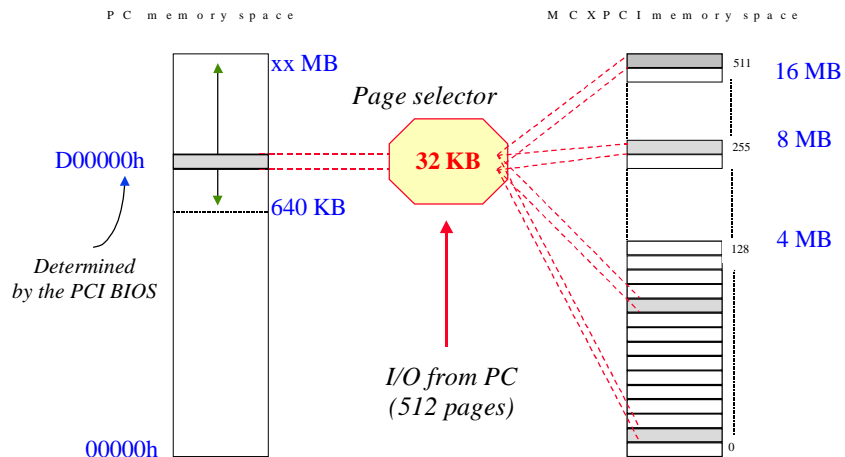 PC memory space
MCXPCI memory space
xx MB
511
16 MB
Page selector
D00000h
32 KB
255
8 MB
640 KB
128
4 MB
Determined
by the PCI BIOS
I/O from PC
(512 pages)
00000h
0